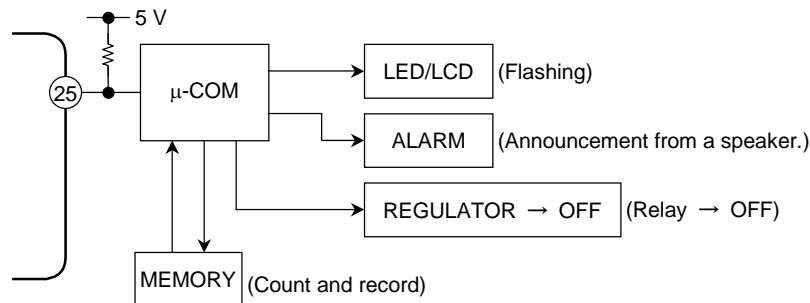 5 V
25
μ-COM
LED/LCD (Flashing)
ALARM (Announcement from a speaker.)
REGULATOR → OFF (Relay → OFF)
MEMORY (Count and record)